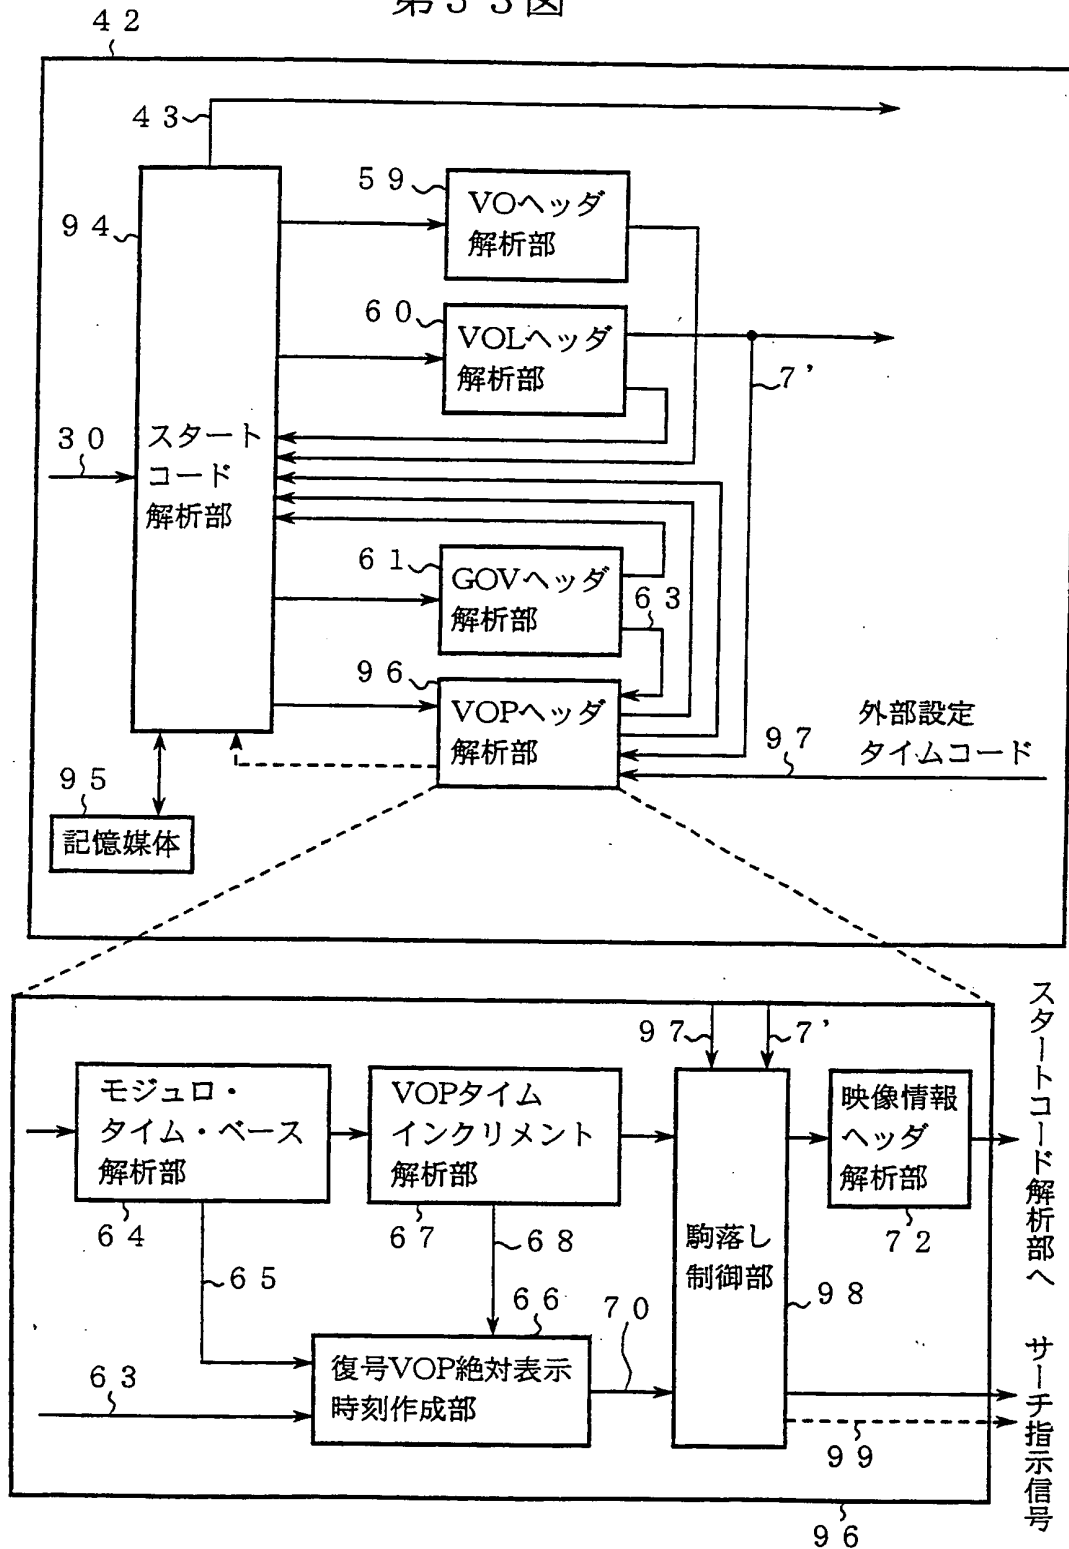 第３３図
４２
４３
５９
VOヘッダ
解析部
９４
６０
VOLヘッダ
解析部
７’
３０
スタート
コード
解析部
６１
GOVヘッダ
解析部
６３
９６
VOPヘッダ
解析部
外部設定
タイムコード
９７
９５
記憶媒体
９７
７’
モジュロ・
タイム・ベース
解析部
VOPタイム
インクリメント
解析部
映像情報
ヘッダ
解析部
スタートコード解析部へ
６４
６７
６８
７２
駒落し
制御部
６５
６６
７０
９８
６３
復号VOP絶対表示
時刻作成部
サーチ指示信号
９９
９６